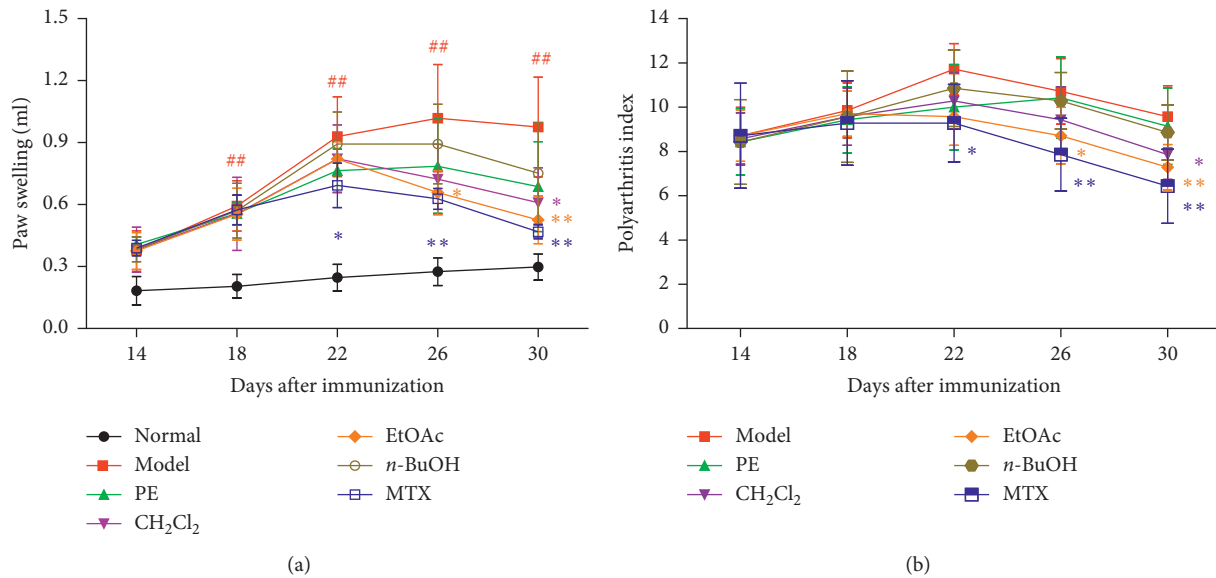 1.5
1.2
0.9
0.6
0.3
0.0
Paw swelling (ml)
##
##
##
##
*
*
**
*
**
**
14 18 22 26 30
Days after immunization
Normal
Model
PE
CH₂Cl₂
EtOAc
n-BuOH
MTX
(a)
14
12
10
8
6
4
2
0
Polyarthritis index
*
*
**
*
**
**
14 18 22 26 30
Days after immunization
Model
PE
CH₂Cl₂
EtOAc
n-BuOH
MTX
(b)